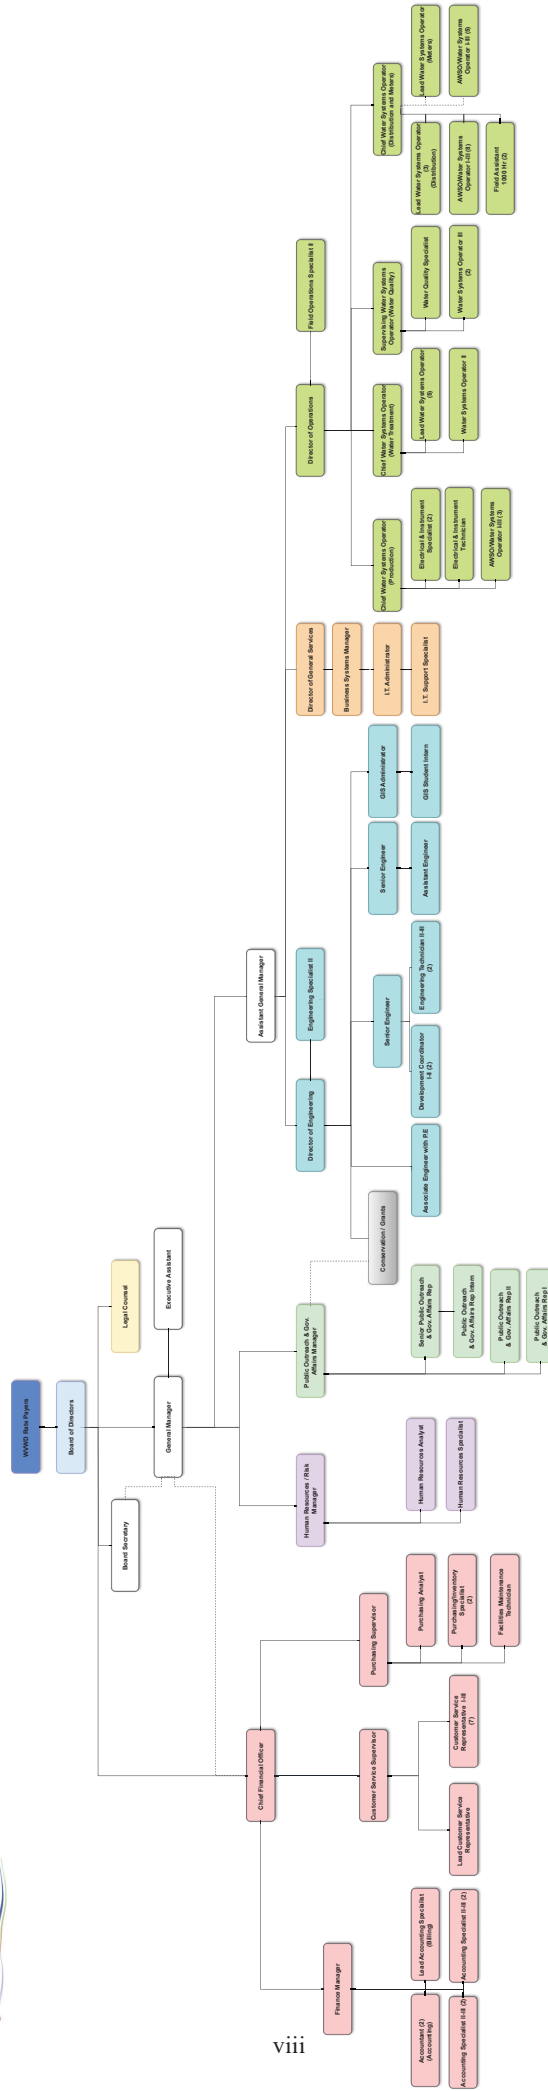 WVWD Rate Payers
Board of Directors
Board Secretary
Legal Counsel
General Manager
Executive Assistant
Chief Financial Officer
Assistant General Manager
Finance Manager
Accountant (2)
(Accounting)
Lead Accounting Specialist
(Billing)
Accounting Specialist II-III (2)
Accounting Specialist II-III (2)
Customer Service Supervisor
Lead Customer Service
Representative
Customer Service
Representative I-III
(7)
Purchasing Supervisor
Purchasing Analyst
Purchasing/Inventory
Specialist
(2)
Facilities Maintenance
Technician
Human Resources / Risk
Manager
Human Resources Analyst
Human Resources Specialist
Public Outreach & Gov.
Affairs Manager
Senior Public Outreach
& Gov. Affairs Rep
Public Outreach
& Gov. Affairs Rep Intern
Public Outreach
& Gov. Affairs Rep II
Public Outreach
& Gov. Affairs Rep I
Conservation / Grants
Director of Engineering
Engineering Specialist II
Associate Engineer with P.E
Senior Engineer
Development Coordinator
I-II (2)
Engineering Technician II-III
(2)
Senior Engineer
Assistant Engineer
GIS Administrator
GIS Student Intern
Director of General Services
Business Systems Manager
I.T. Administrator
I.T. Support Specialist
Director of Operations
Field Operations Specialist II
Chief Water Systems Operator
(Production)
Electrical & Instrument
Specialist (2)
Electrical & Instrument
Technician
AWSO/Water Systems
Operator I-III (3)
Chief Water Systems Operator
(Water Treatment)
Lead Water Systems Operator
(5)
Water Systems Operator II
Supervising Water Systems
Operator (Water Quality)
Water Quality Specialist
Water Systems Operator III
(2)
Chief Water Systems Operator
(Distribution and Meters)
Lead Water Systems Operator
(3)
(Distribution)
AWSO/Water Systems
Operator I-III (8)
Field Assistant
1000 Hr (2)
Lead Water Systems Operator
(Meters)
AWSO/Water Systems
Operator I-III (5)
viii